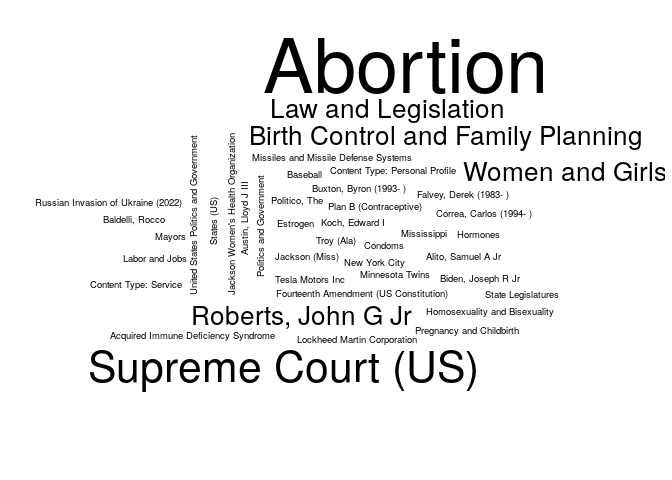 Abortion
Law and Legislation
Birth Control and Family Planning
Missiles and Missile Defense Systems
Women and Girls
Baseball
Content Type: Personal Profile
Buxton, Byron (1993- )
Falvey, Derek (1983- )
Russian Invasion of Ukraine (2022)
Politico, The
Plan B (Contraceptive)
Correa, Carlos (1994- )
Baldelli, Rocco
United States Politics and Government
States (US)
Jackson Women's Health Organization
Austin, Lloyd J III
Politics and Government
Estrogen
Koch, Edward I
Mayors
Mississippi
Hormones
Troy (Ala)
Condoms
Labor and Jobs
Jackson (Miss)
New York City
Alito, Samuel A Jr
Content Type: Service
Tesla Motors Inc
Minnesota Twins
Biden, Joseph R Jr
Fourteenth Amendment (US Constitution)
State Legislatures
Roberts, John G Jr
Homosexuality and Bisexuality
Acquired Immune Deficiency Syndrome
Lockheed Martin Corporation
Pregnancy and Childbirth
Supreme Court (US)